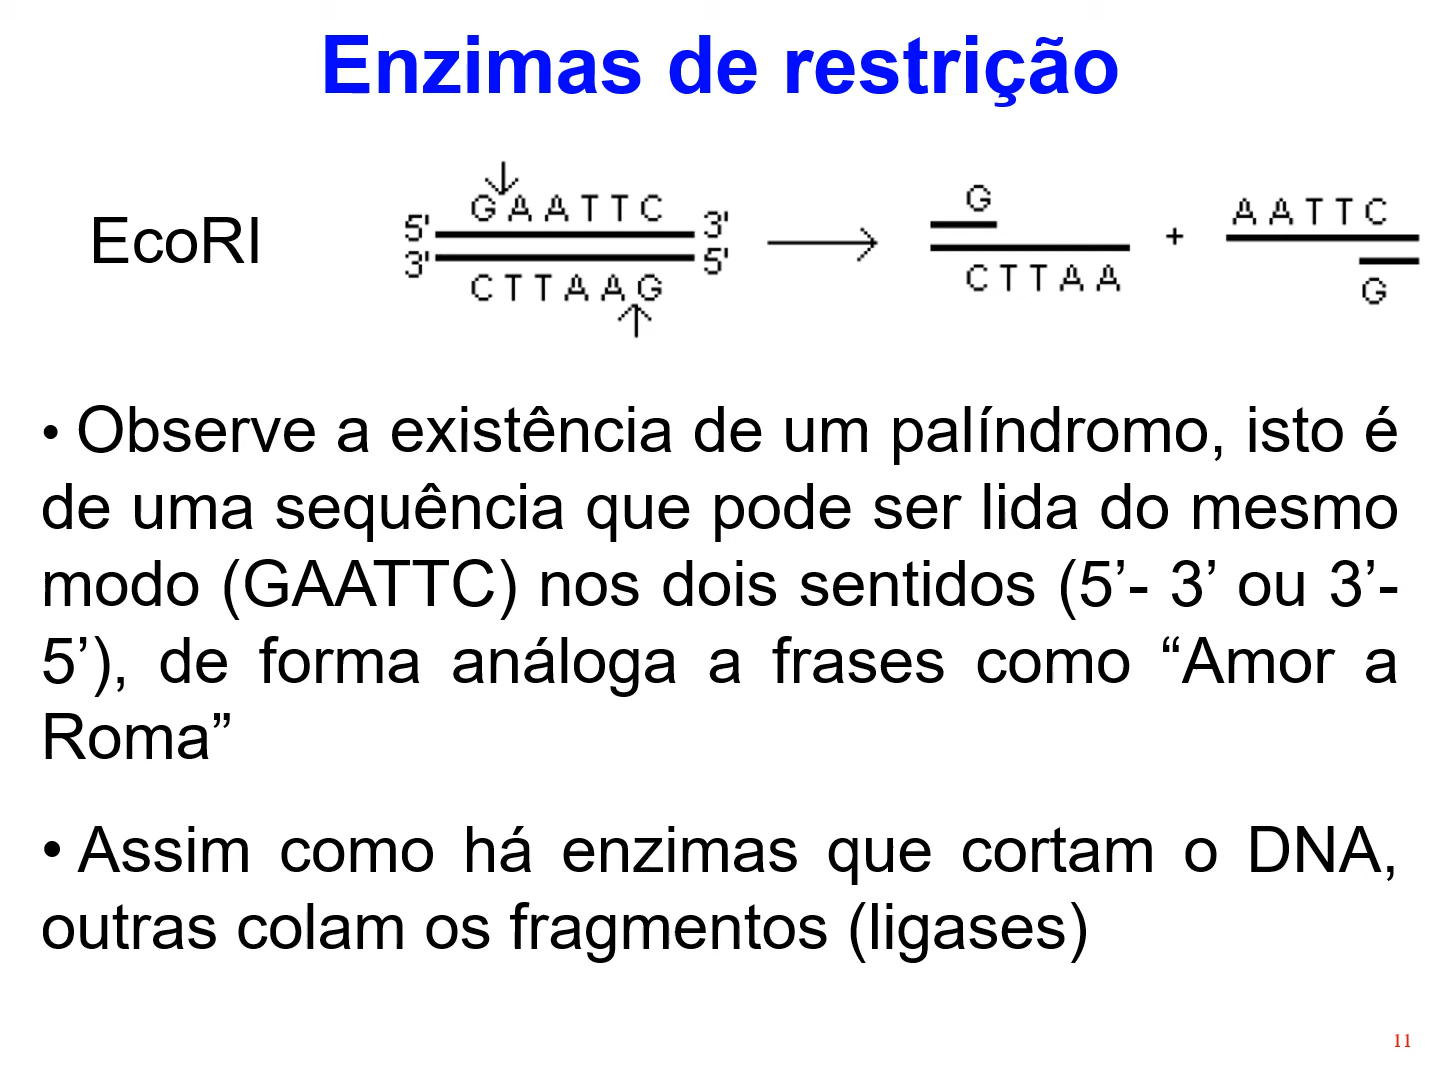 Enzimas de restrição
EcoRI
5' GAATTC 3'
3' CTTAAG 5'
G
CTTAA
+
AATTC
G
• Observe a existência de um palíndromo, isto é
de uma sequência que pode ser lida do mesmo
modo (GAATTC) nos dois sentidos (5’- 3’ ou 3’-
5’), de forma análoga a frases como “Amor a
Roma”
• Assim como há enzimas que cortam o DNA,
outras colam os fragmentos (ligases)
11